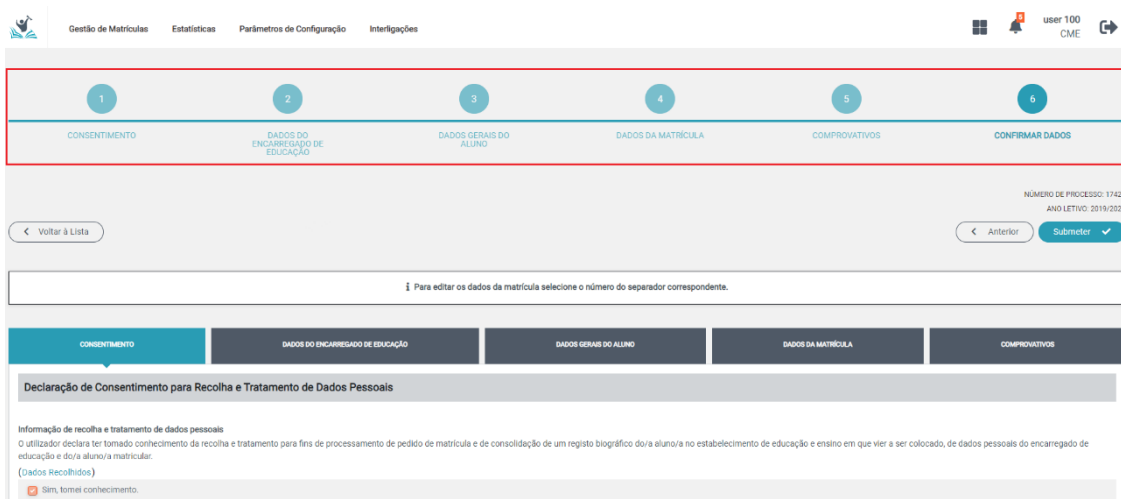 Gestão de Matrículas Estatísticas Parâmetros de Configuração Interligações
8
user 100
CME
1 2 3 4 5 6
CONSENTIMENTO
DADOS DO
ENCARREGADO DE
EDUCAÇÃO
DADOS GERAIS DO
ALUNO
DADOS DA MATRÍCULA
COMPROVATIVOS
CONFIRMAR DADOS
NÚMERO DE PROCESSO: 1742
ANO LETIVO: 2019/202
Voltar à Lista
Anterior
Submeter
Para editar os dados da matrícula selecione o número do separador correspondente.
CONSENTIMENTO DADOS DO ENCARREGADO DE EDUCAÇÃO DADOS GERAIS DO ALUNO DADOS DA MATRÍCULA COMPROVATIVOS
Declaração de Consentimento para Recolha e Tratamento de Dados Pessoais
Informação de recolha e tratamento de dados pessoais
O utilizador declara ter tomado conhecimento da recolha e tratamento para fins de processamento de pedido de matrícula e de consolidação de um registo biográfico do/a aluno/a no estabelecimento de educação e ensino em que vier a ser colocado, de dados pessoais do encarregado de
educação e do/a aluno/a matricular.
(Dados Recolhidos)
Sim, tomei conhecimento.